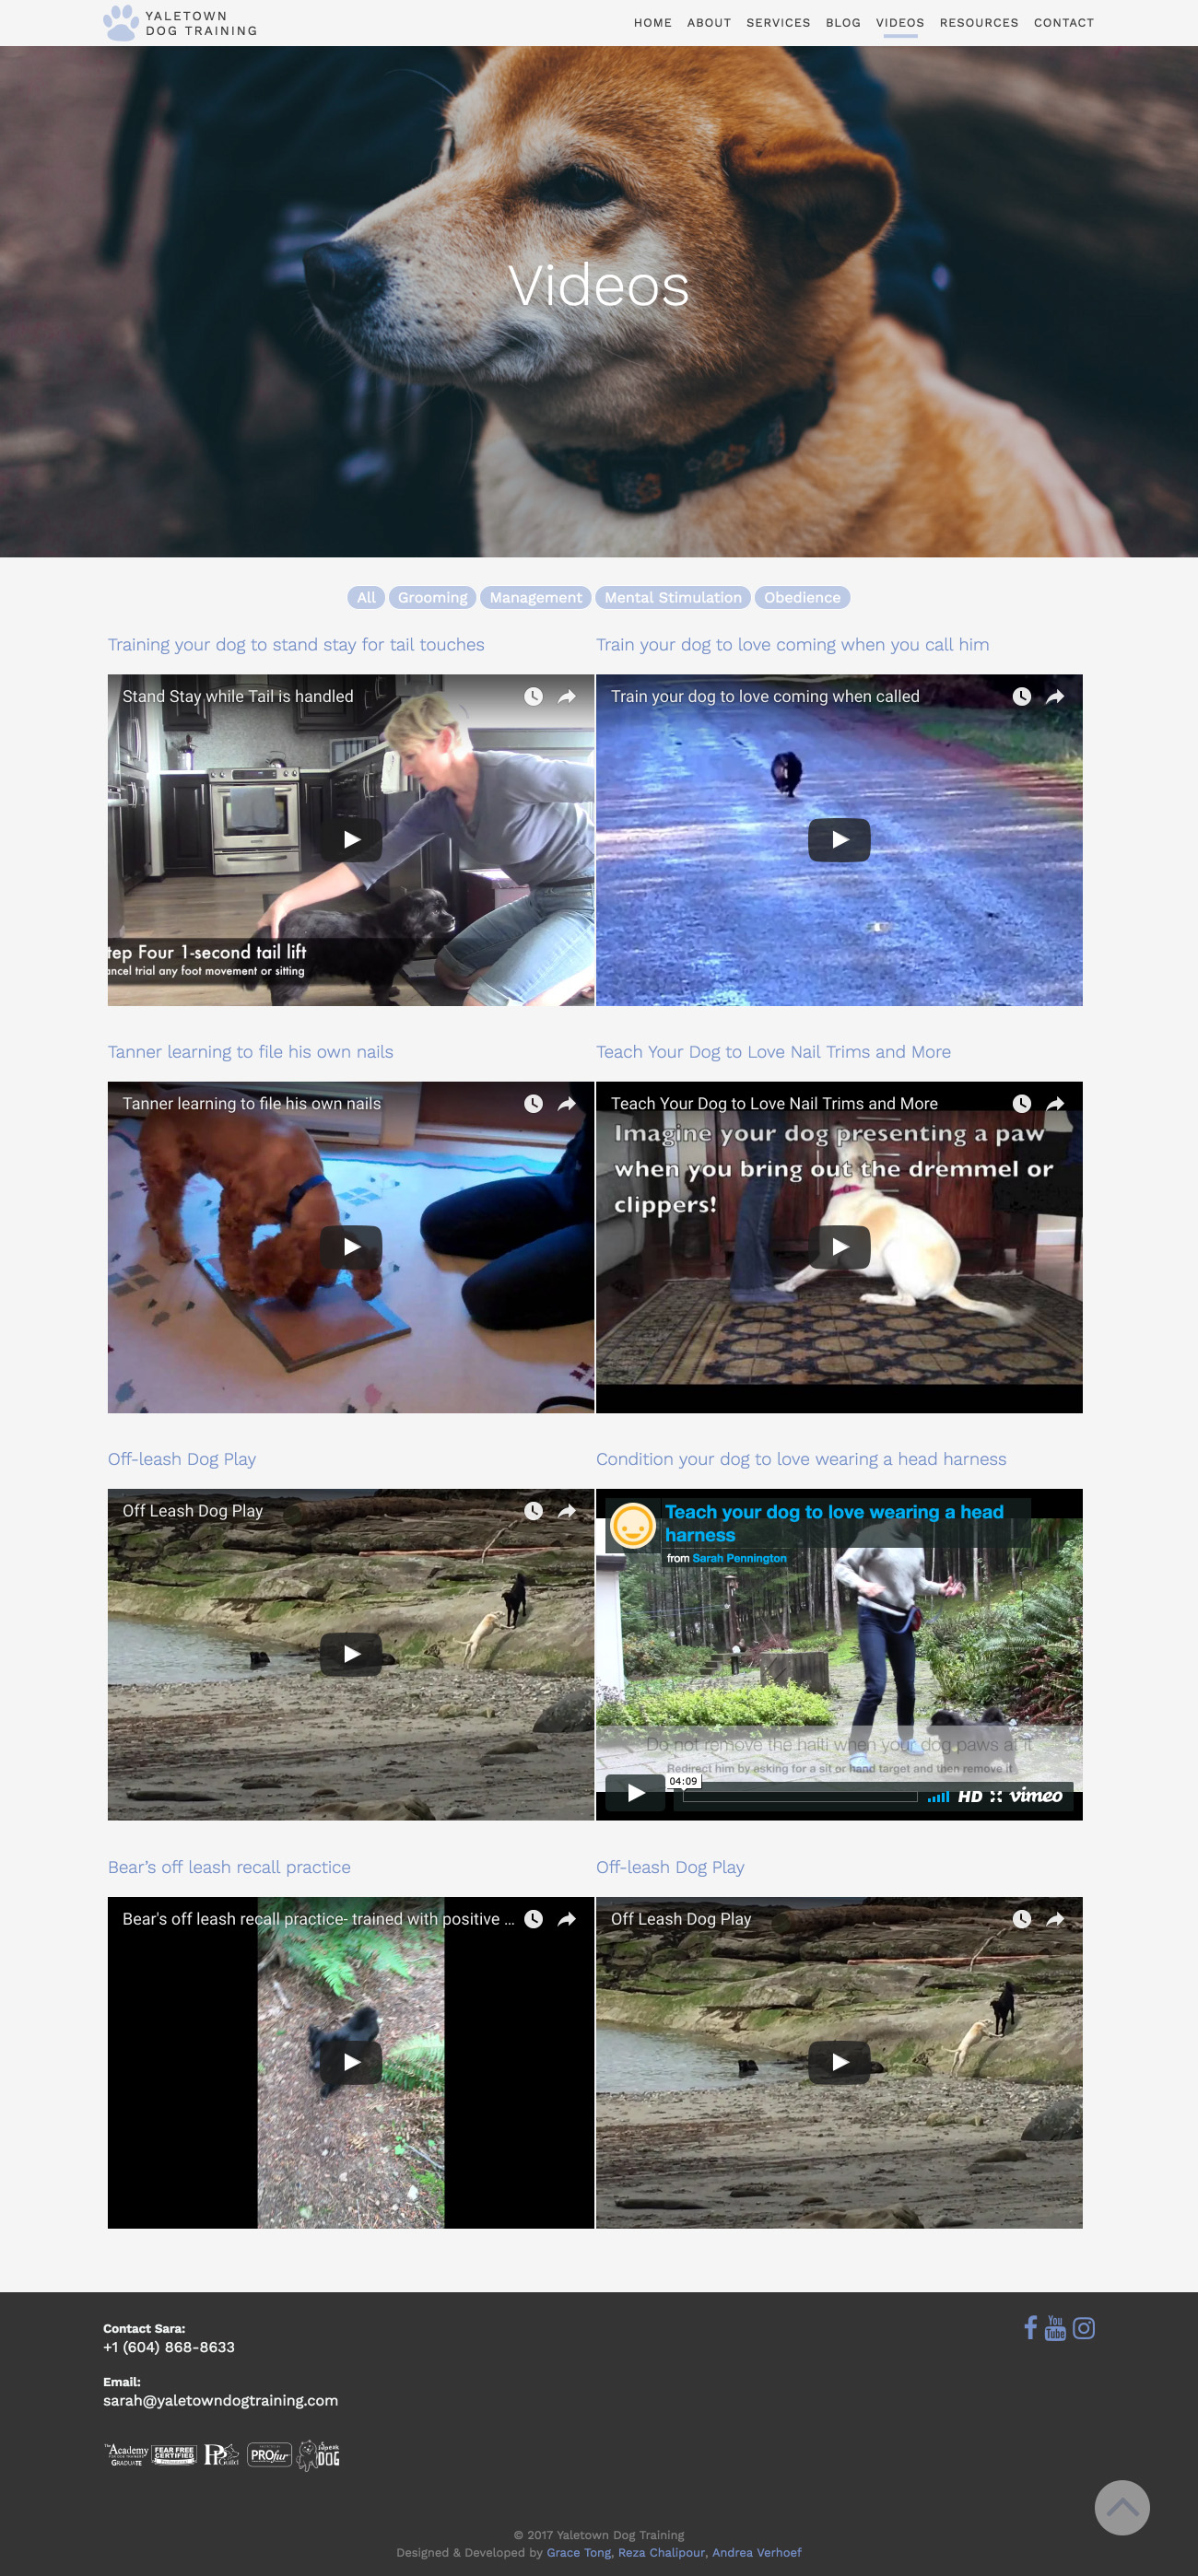 YALETOWN
DOG TRAINING
HOME ABOUT SERVICES BLOG VIDEOS RESOURCES CONTACT
Videos
All Grooming Management Mental Stimulation Obedience
Training your dog to stand stay for tail touches
Train your dog to love coming when you call him
Stand Stay while Tail is handled
Train your dog to love coming when called
tep Four 1-second tail lift
ancel trial any foot movement or sitting
Tanner learning to file his own nails
Teach Your Dog to Love Nail Trims and More
Tanner learning to file his own nails
Teach Your Dog to Love Nail Trims and More
Imagine your dog presenting a paw
when you bring out the dremmel or
clippers!
Off-leash Dog Play
Condition your dog to love wearing a head harness
Off Leash Dog Play
Teach your dog to love wearing a head
harness
from Sarah Pennington
Do not remove the halti when your dog paws at it
Redirect him by asking for a sit or hand target and then remove it
04:09
HD vimeo
Bear’s off leash recall practice
Off-leash Dog Play
Bear's off leash recall practice- trained with positive ...
Off Leash Dog Play
Contact Sara:
+1 (604) 868-8633
You
Tube
Email:
sarah@yaletowndogtraining.com
The Academy
GRADUATE
FEAR FREE
CERTIFIED
PPGuild
PROfur
I Speak
DOG
© 2017 Yaletown Dog Training
Designed & Developed by Grace Tong, Reza Chalipour, Andrea Verhoef